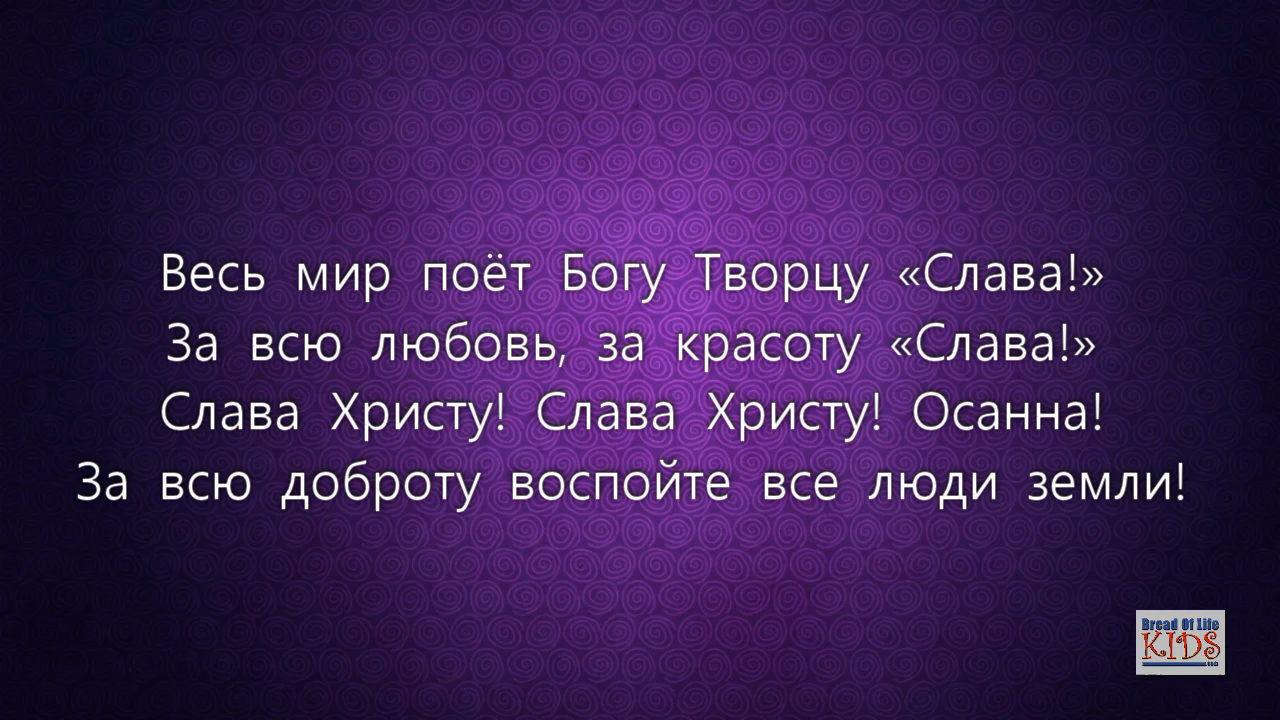 Весь мир поёт Богу Творцу «Слава!»
За всю любовь, за красоту «Слава!»
Слава Христу! Слава Христу! Осанна!
За всю доброту воспойте все люди земли!
Bread Of Life
KIDS